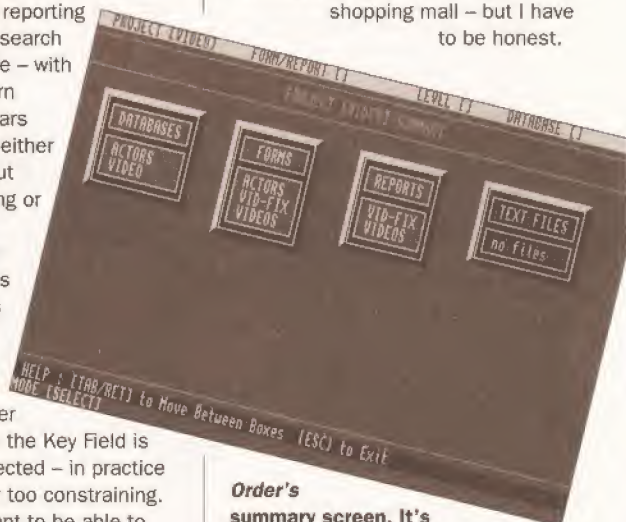 reporting
search
e – with
rn
ars
either
ut
ng or
s
s
er
the Key Field is
ected – in practice
too constraining.
nt to be able to
shopping mall – but I have
to be honest.
PROJECT [VIDEO] FORM/REPORT [] LEVEL [] DATABASE []
PROJECT [VIDEO] SUMMARY
DATABASES
ACTORS
VIDEO
FORMS
ACTORS
VID-FIX
VIDEOS
REPORTS
VID-FIX
VIDEOS
TEXT FILES
no files
HELP : [TAB/RET] to Move Between Boxes [ESC] to Exit
MODE [SELECT]
Order's
summary screen. It's